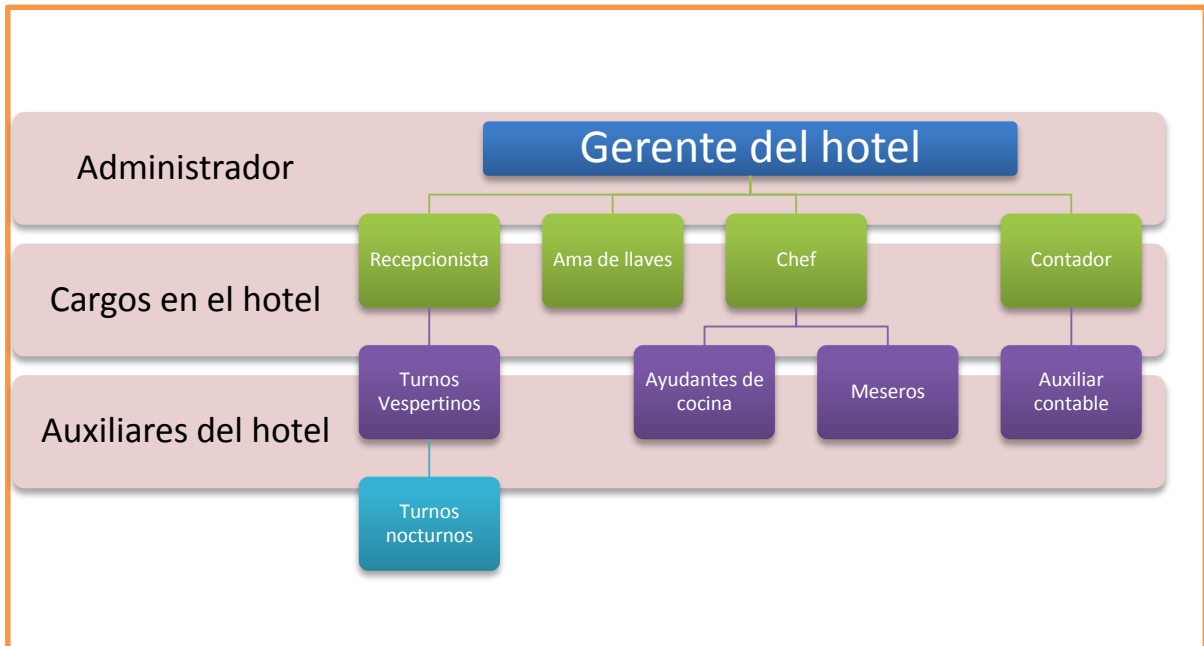 Administrador
Gerente del hotel
Cargos en el hotel
Recepcionista
Ama de llaves
Chef
Contador
Auxiliares del hotel
Turnos
Vespertinos
Ayudantes de
cocina
Meseros
Auxiliar
contable
Turnos
nocturnos